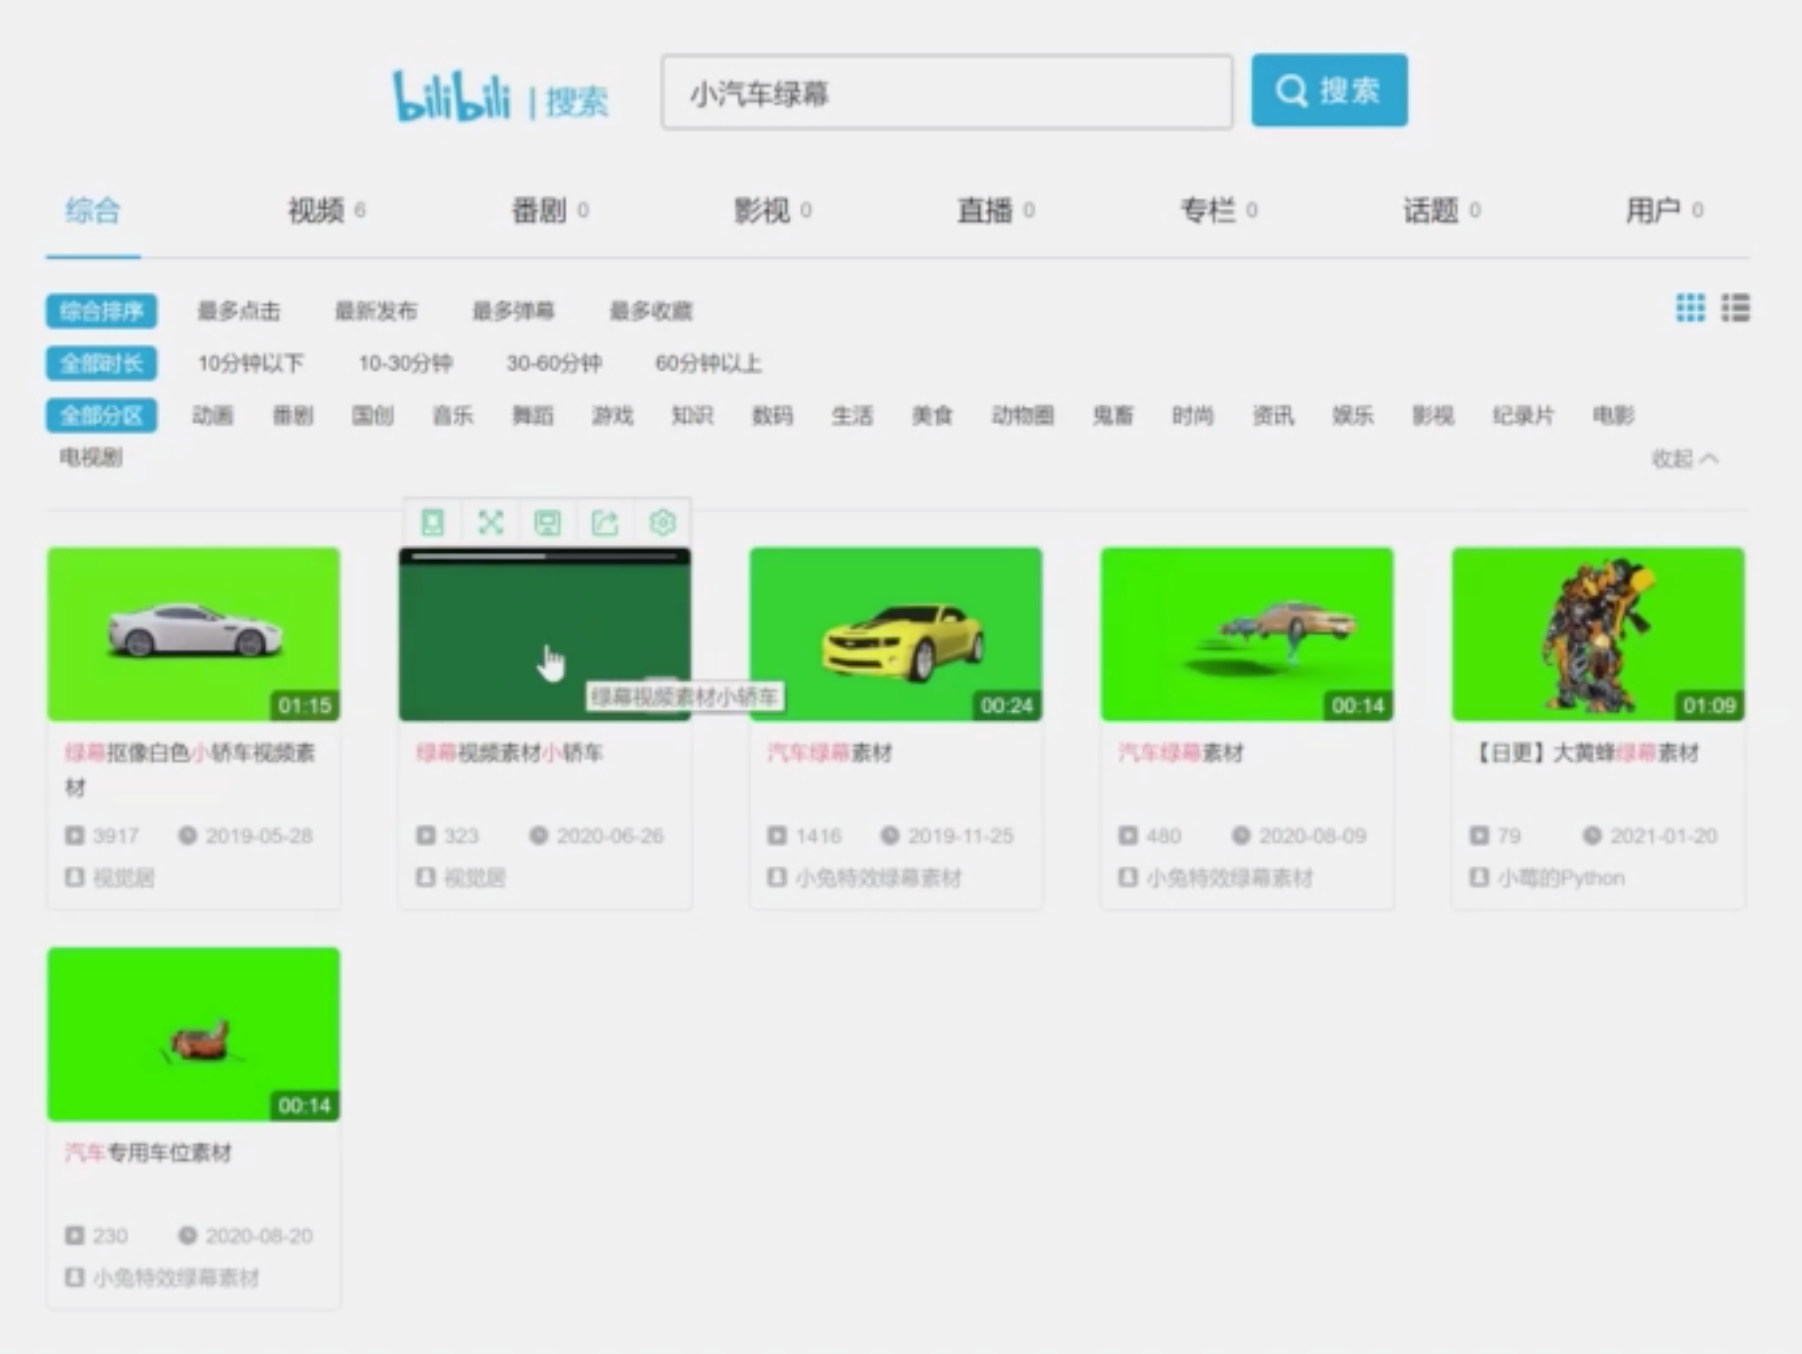 bilibili | 搜索
小汽车绿幕
搜索
综合 视频 6 番剧 0 影视 0 直播 0 专栏 0 话题 0 用户 0
综合排序 最多点击 最新发布 最多弹幕 最多收藏
全部时长 10分钟以下 10-30分钟 30-60分钟 60分钟以上
全部分区 动画 番剧 国创 音乐 舞蹈 游戏 知识 数码 生活 美食 动物圈 鬼畜 时尚 资讯 娱乐 影视 纪录片 电影
电视剧 收起
01:15
绿幕视频素材小轿车
00:24
00:14
01:09
绿幕抠像白色小轿车视频素
材
3917 2019-05-28
视觉居
绿幕视频素材小轿车
323 2020-06-26
视觉居
汽车绿幕素材
1416 2019-11-25
小兔特效绿幕素材
汽车绿幕素材
480 2020-08-09
小兔特效绿幕素材
【日更】大黄蜂绿幕素材
79 2021-01-20
小莓的Python
00:14
汽车专用车位素材
230 2020-08-20
小兔特效绿幕素材